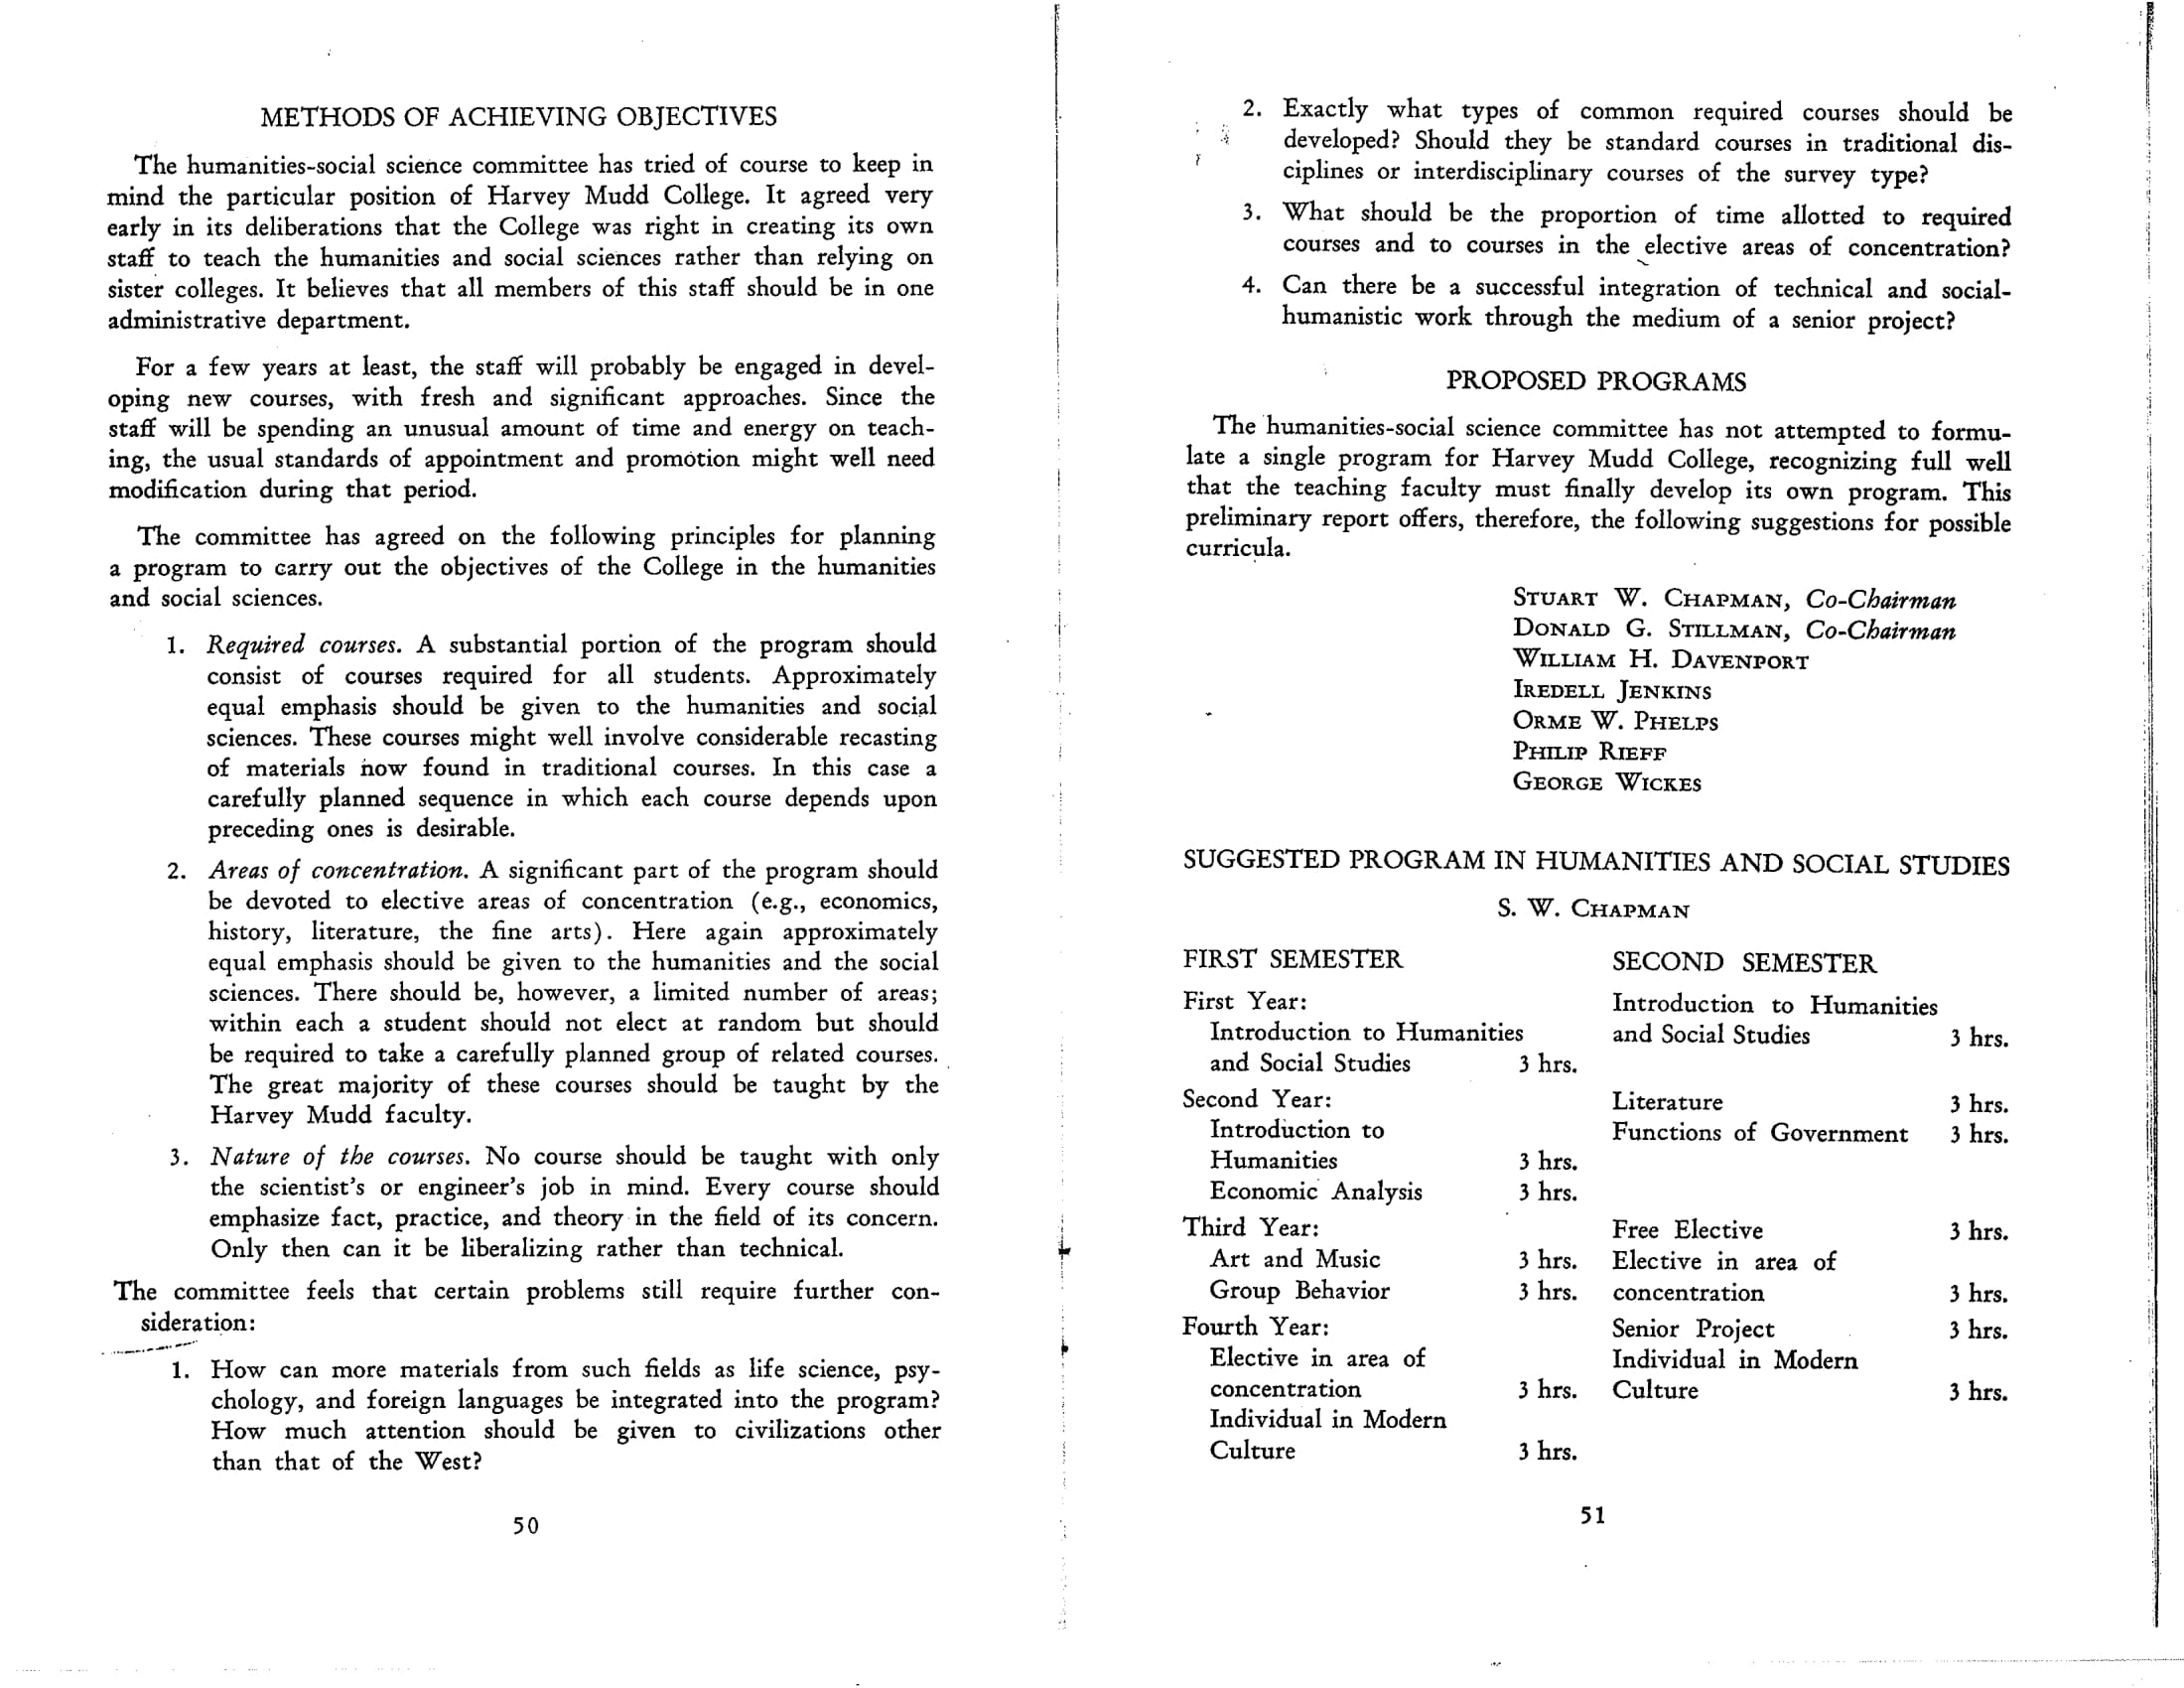 METHODS OF ACHIEVING OBJECTIVES
The humanities-social science committee has tried of course to keep in
mind the particular position of Harvey Mudd College. It agreed very
early in its deliberations that the College was right in creating its own
staff to teach the humanities and social sciences rather than relying on
sister colleges. It believes that all members of this staff should be in one
administrative department.
For a few years at least, the staff will probably be engaged in devel-
oping new courses, with fresh and significant approaches. Since the
staff will be spending an unusual amount of time and energy on teach-
ing, the usual standards of appointment and promotion might well need
modification during that period.
The committee has agreed on the following principles for planning
a program to carry out the objectives of the College in the humanities
and social sciences.
1. Required courses. A substantial portion of the program should
consist of courses required for all students. Approximately
equal emphasis should be given to the humanities and social
sciences. These courses might well involve considerable recasting
of materials now found in traditional courses. In this case a
carefully planned sequence in which each course depends upon
preceding ones is desirable.
2. Areas of concentration. A significant part of the program should
be devoted to elective areas of concentration (e.g., economics,
history, literature, the fine arts). Here again approximately
equal emphasis should be given to the humanities and the social
sciences. There should be, however, a limited number of areas;
within each a student should not elect at random but should
be required to take a carefully planned group of related courses.
The great majority of these courses should be taught by the
Harvey Mudd faculty.
3. Nature of the courses. No course should be taught with only
the scientist's or engineer's job in mind. Every course should
emphasize fact, practice, and theory in the field of its concern.
Only then can it be liberalizing rather than technical.
The committee feels that certain problems still require further con-
sideration:
1. How can more materials from such fields as life science, psy-
chology, and foreign languages be integrated into the program?
How much attention should be given to civilizations other
than that of the West?
50
2. Exactly what types of common required courses should be
developed? Should they be standard courses in traditional dis-
ciplines or interdisciplinary courses of the survey type?
3. What should be the proportion of time allotted to required
courses and to courses in the elective areas of concentration?
4. Can there be a successful integration of technical and social-
humanistic work through the medium of a senior project?
PROPOSED PROGRAMS
The humanities-social science committee has not attempted to formu-
late a single program for Harvey Mudd College, recognizing full well
that the teaching faculty must finally develop its own program. This
preliminary report offers, therefore, the following suggestions for possible
curricula.
STUART W. CHAPMAN, Co-Chairman
DONALD G. STILLMAN, Co-Chairman
WILLIAM H. DAVENPORT
IREDELL JENKINS
ORME W. PHELPS
PHILIP RIEFF
GEORGE WICKES
SUGGESTED PROGRAM IN HUMANITIES AND SOCIAL STUDIES
S. W. CHAPMAN
FIRST SEMESTER
First Year:
Introduction to Humanities
and Social Studies 3 hrs.
Second Year:
Introduction to
Humanities 3 hrs.
Economic Analysis 3 hrs.
Third Year:
Art and Music 3 hrs.
Group Behavior 3 hrs.
Fourth Year:
Elective in area of
concentration 3 hrs.
Individual in Modern
Culture 3 hrs.
SECOND SEMESTER
Introduction to Humanities
and Social Studies 3 hrs.
Literature 3 hrs.
Functions of Government 3 hrs.
Free Elective 3 hrs.
Elective in area of
concentration 3 hrs.
Senior Project 3 hrs.
Individual in Modern
Culture 3 hrs.
51